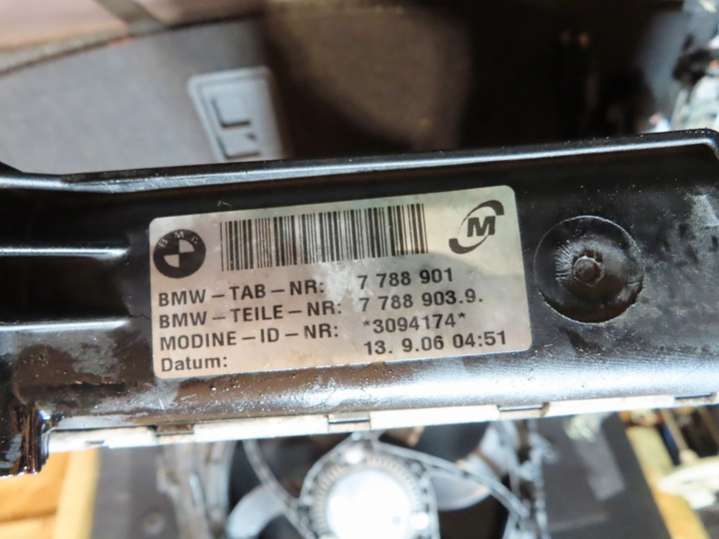 BMW
M
BMW-TAB-NR: 7 788 901
BMW-TEILE-NR: 7 788 903.9.
MODINE-ID-NR: *3094174*
Datum: 13. 9.06 04:51